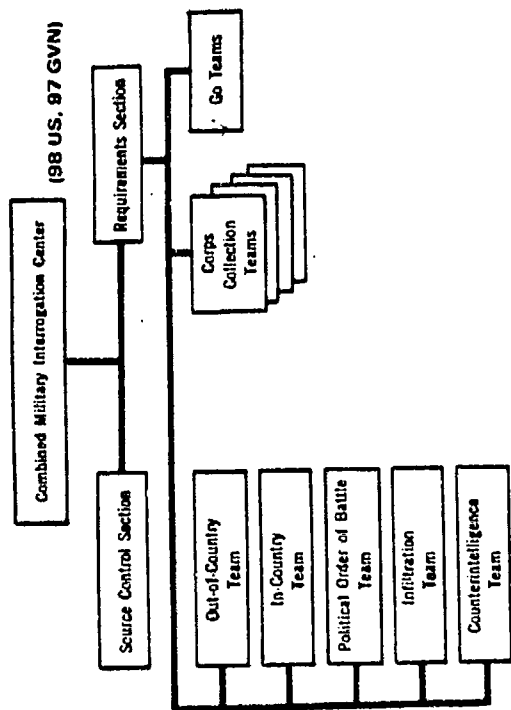 Combined Military Interrogation Center
(98 US, 97 GVN)
Source Control Section
Requirements Section
Out-of-Country
Team
In-Country
Team
Political Order of Battle
Team
Infiltration
Team
Counterintelligence
Team
Corps
Collection
Teams
Go Teams